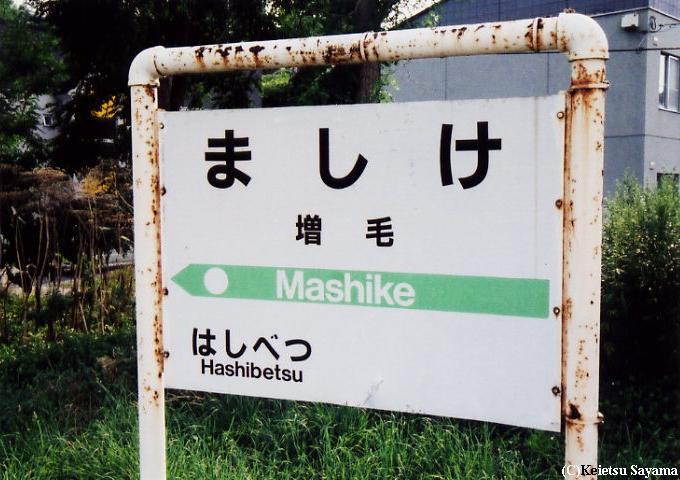 ましけ
増毛
Mashike
はしべつ
Hashibetsu
(C)Keietsu Sayama